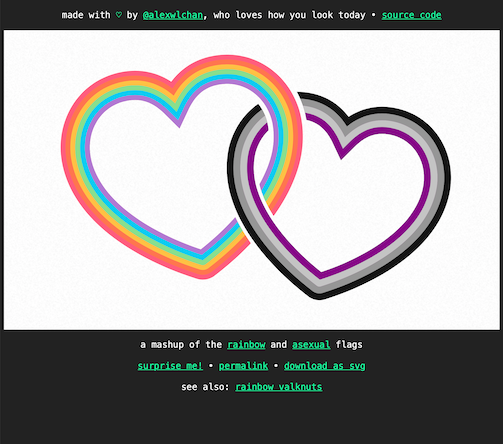 made with ♡ by @alexwlchan, who loves how you look today • source code
a mashup of the rainbow and asexual flags
surprise me! • permalink • download as svg
see also: rainbow valknuts